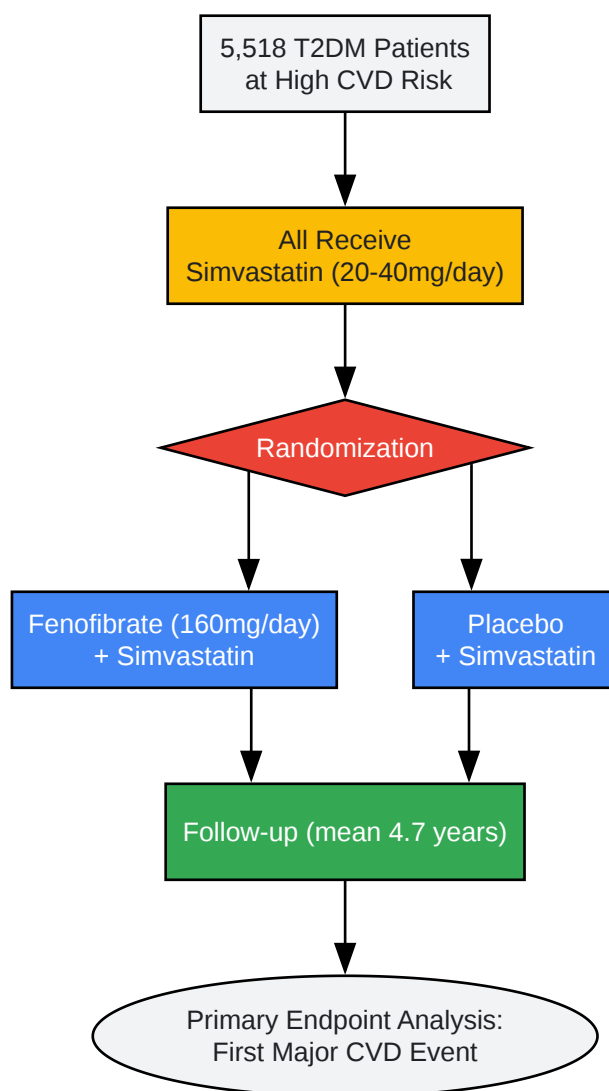 5,518 T2DM Patients
at High CVD Risk
All Receive
Simvastatin (20-40mg/day)
Randomization
Fenofibrate (160mg/day)
+ Simvastatin
Placebo
+ Simvastatin
Follow-up (mean 4.7 years)
Primary Endpoint Analysis:
First Major CVD Event